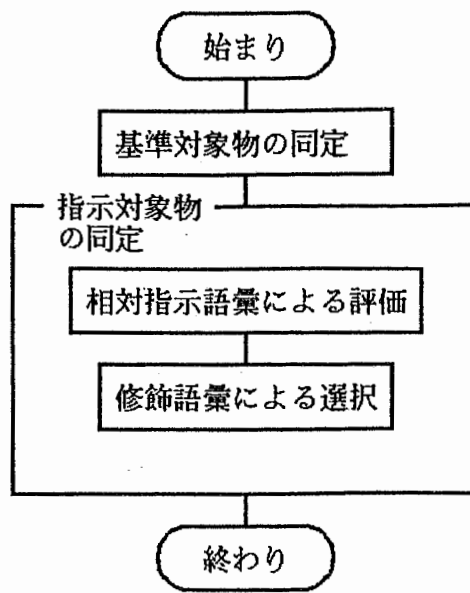 始まり
基準対象物の同定
指示対象物
の同定
相対指示語彙による評価
修飾語彙による選択
終わり